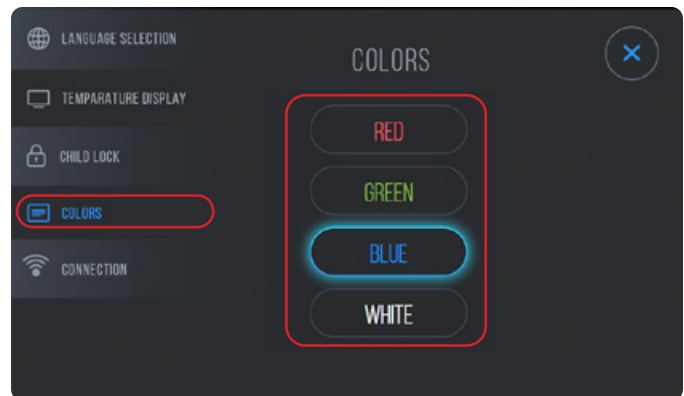 LANGUAGE SELECTION
TEMPARATURE DISPLAY
CHILD LOCK
COLORS
CONNECTION
COLORS
RED
GREEN
BLUE
WHITE